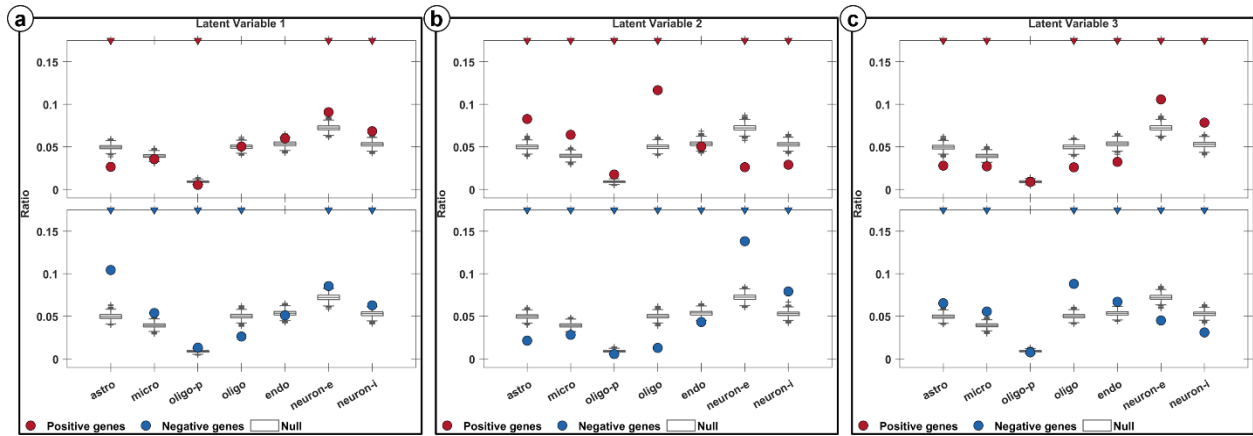 a
Latent Variable 1
0.15
0.1
0.05
0
Ratio
0.15
0.1
0.05
0
astro
micro
oligo-p
oligo
endo
neuron-e
neuron-i
Positive genes Negative genes Null
b
Latent Variable 2
0.15
0.1
0.05
0
Ratio
0.15
0.1
0.05
0
astro
micro
oligo-p
oligo
endo
neuron-e
neuron-i
Positive genes Negative genes Null
c
Latent Variable 3
0.15
0.1
0.05
0
Ratio
0.15
0.1
0.05
0
astro
micro
oligo-p
oligo
endo
neuron-e
neuron-i
Positive genes Negative genes Null